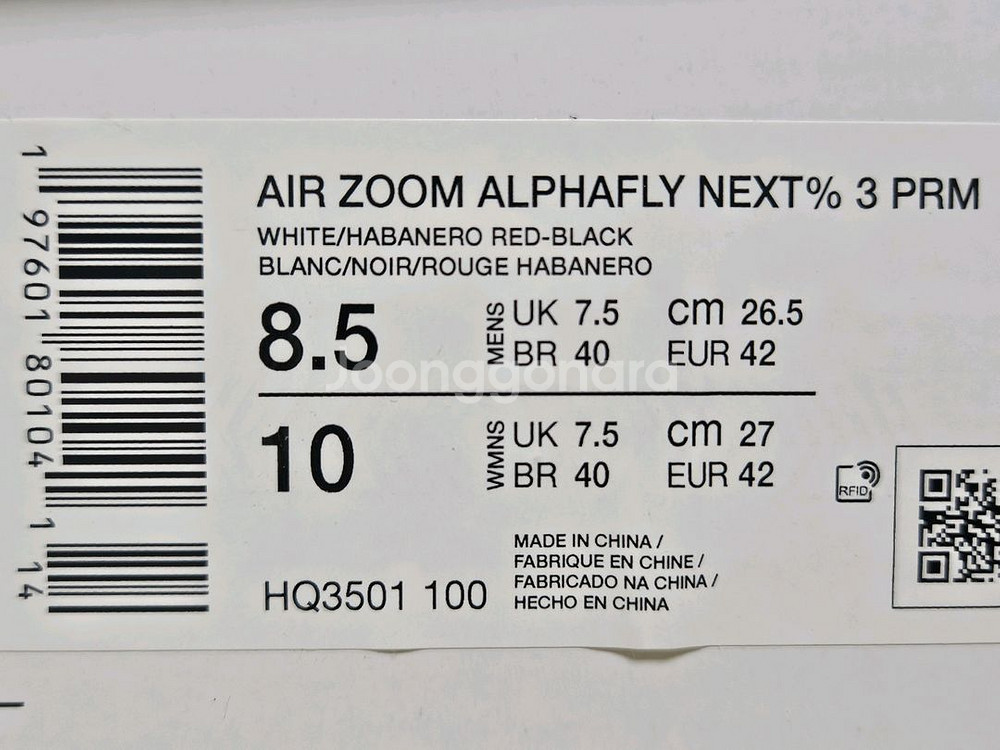 AIR ZOOM ALPHAFLY NEXT% 3 PRM
WHITE/HABANERO RED-BLACK
BLANC/NOIR/ROUGE HABANERO
8.5 MENS UK 7.5 cm 26.5
BR 40 EUR 42
Joonggonara
10 WMNS UK 7.5 cm 27
BR 40 EUR 42
RFID
MADE IN CHINA /
FABRIQUE EN CHINE /
FABRICADO NA CHINA /
HECHO EN CHINA
HQ3501 100
1 97601 80104 1 14